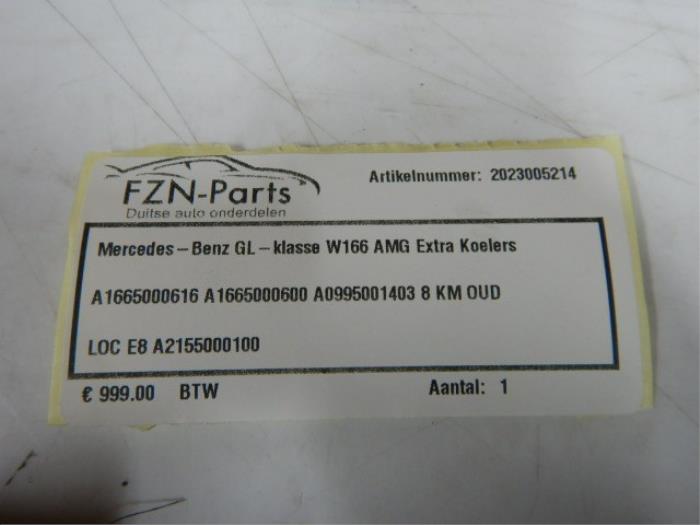 FZN-Parts
Duitse auto onderdelen
Artikelnummer: 2023005214
Mercedes-Benz GL-klasse W166 AMG Extra Koelers
A1665000616 A1665000600 A0995001403 8 KM OUD
LOC E8 A2155000100
€ 999.00 BTW Aantal: 1